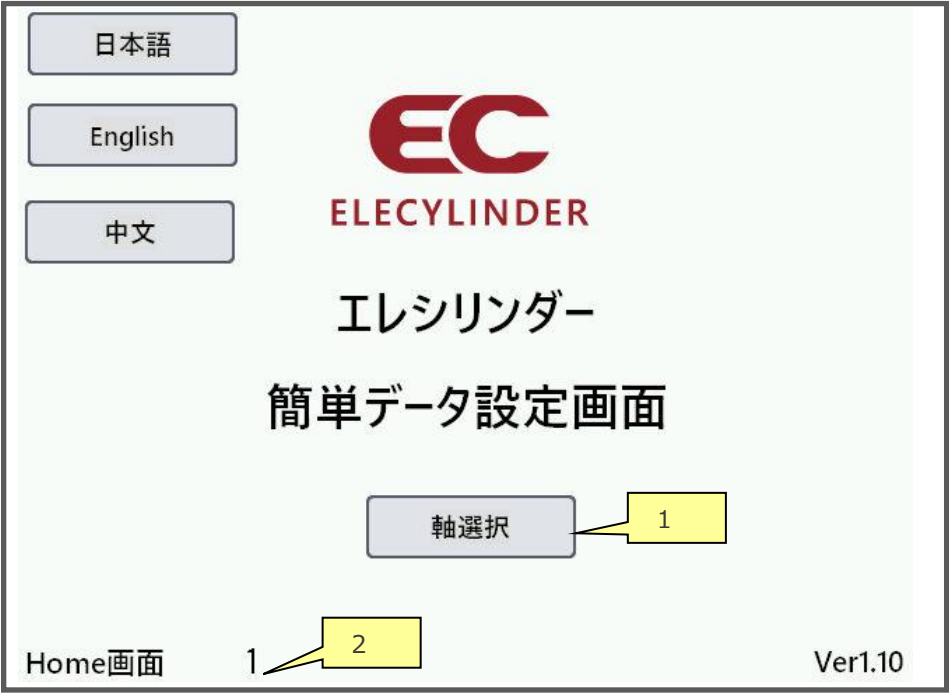 日本語
English
中文
EC
ELECYLINDER
エレシリンダー
簡単データ設定画面
軸選択
1
2
Home画面 1 Ver1.10